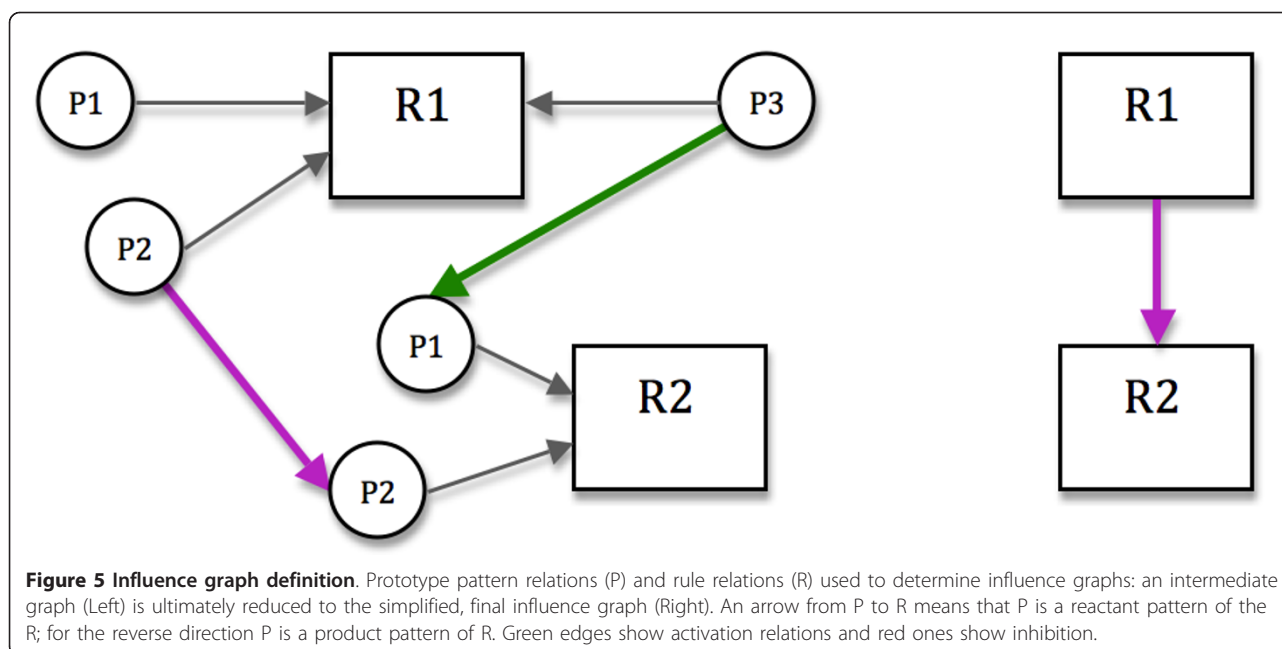 P1
R1
P3
R1
P2
P1
R2
R2
P2
Figure 5 Influence graph definition. Prototype pattern relations (P) and rule relations (R) used to determine influence graphs: an intermediate
graph (Left) is ultimately reduced to the simplified, final influence graph (Right). An arrow from P to R means that P is a reactant pattern of the
R; for the reverse direction P is a product pattern of R. Green edges show activation relations and red ones show inhibition.